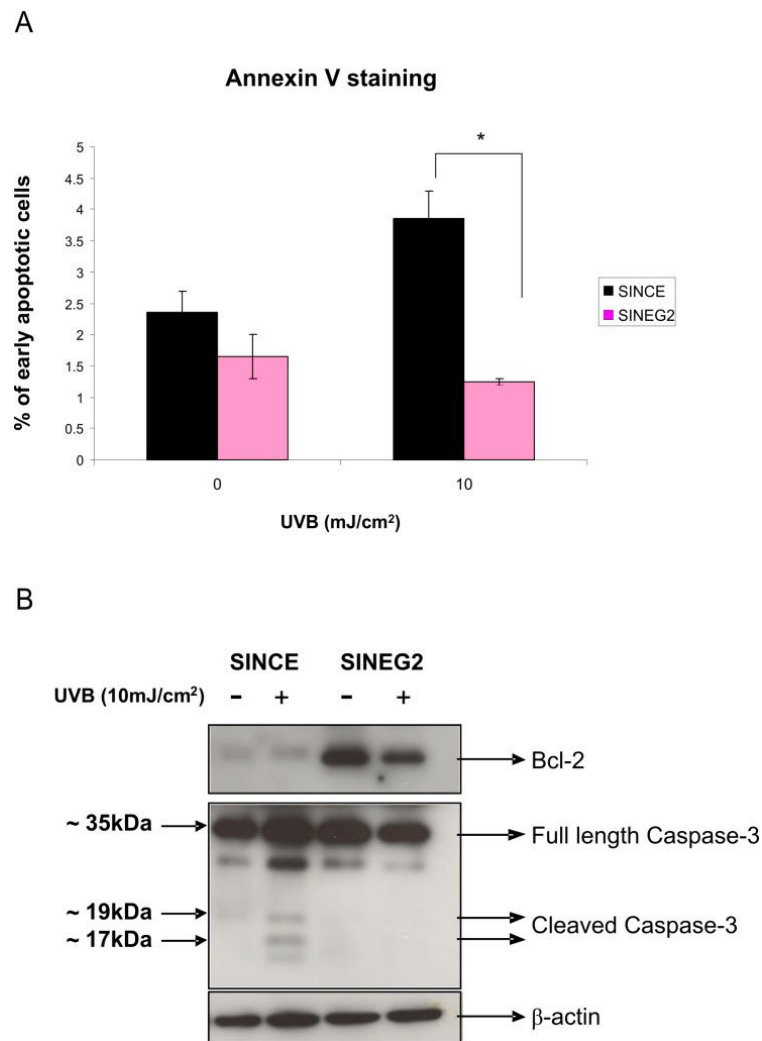 A
Annexin V staining
% of early apoptotic cells
5
4.5
4
3.5
3
2.5
2
1.5
1
0.5
0
*
SINCE
SINEG2
0 10
UVB (mJ/cm²)
B
SINCE SINEG2
UVB (10mJ/cm²) - + - +
Bcl-2
~ 35kDa
Full length Caspase-3
~ 19kDa
Cleaved Caspase-3
~ 17kDa
β-actin